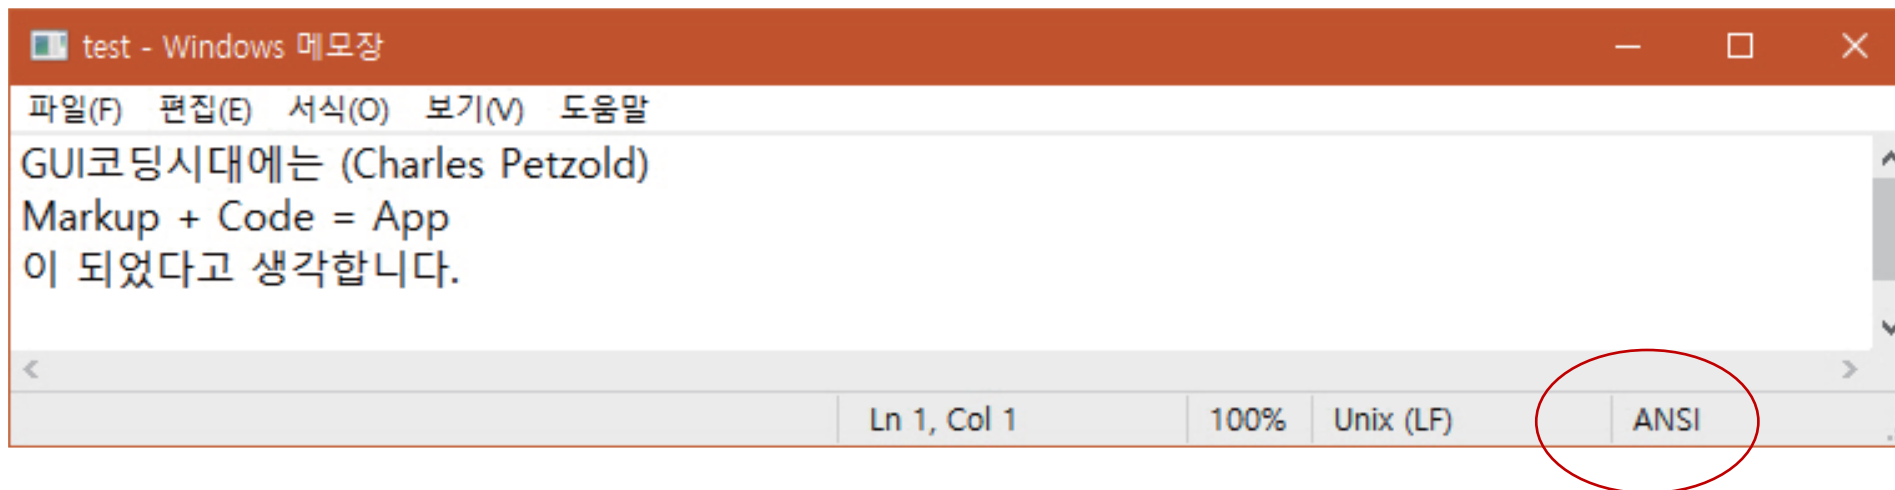 test - Windows 메모장
파일(F) 편집(E) 서식(O) 보기(V) 도움말
GUI코딩시대에는 (Charles Petzold)
Markup + Code = App
이 되었다고 생각합니다.
Ln 1, Col 1 100% Unix (LF) ANSI